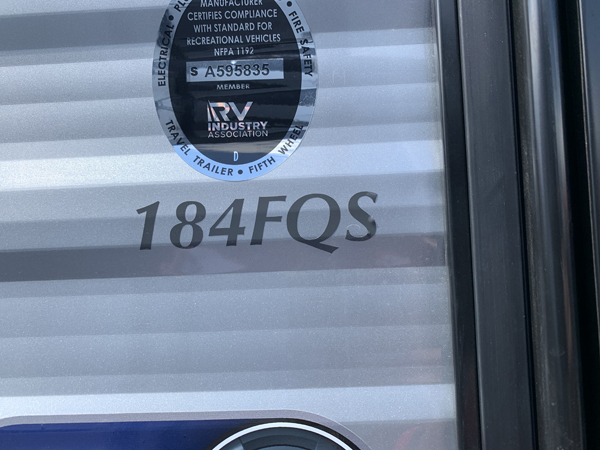 ELECTRICAL • PL
• FIRE SAFETY
MANUFACTURER
CERTIFIES COMPLIANCE
WITH STANDARD FOR
RECREATIONAL VEHICLES
NFPA 1192
S A595835
MEMBER
RV
INDUSTRY
ASSOCIATION
D
TRAVEL TRAILER • FIFTH WHEEL
184FQS